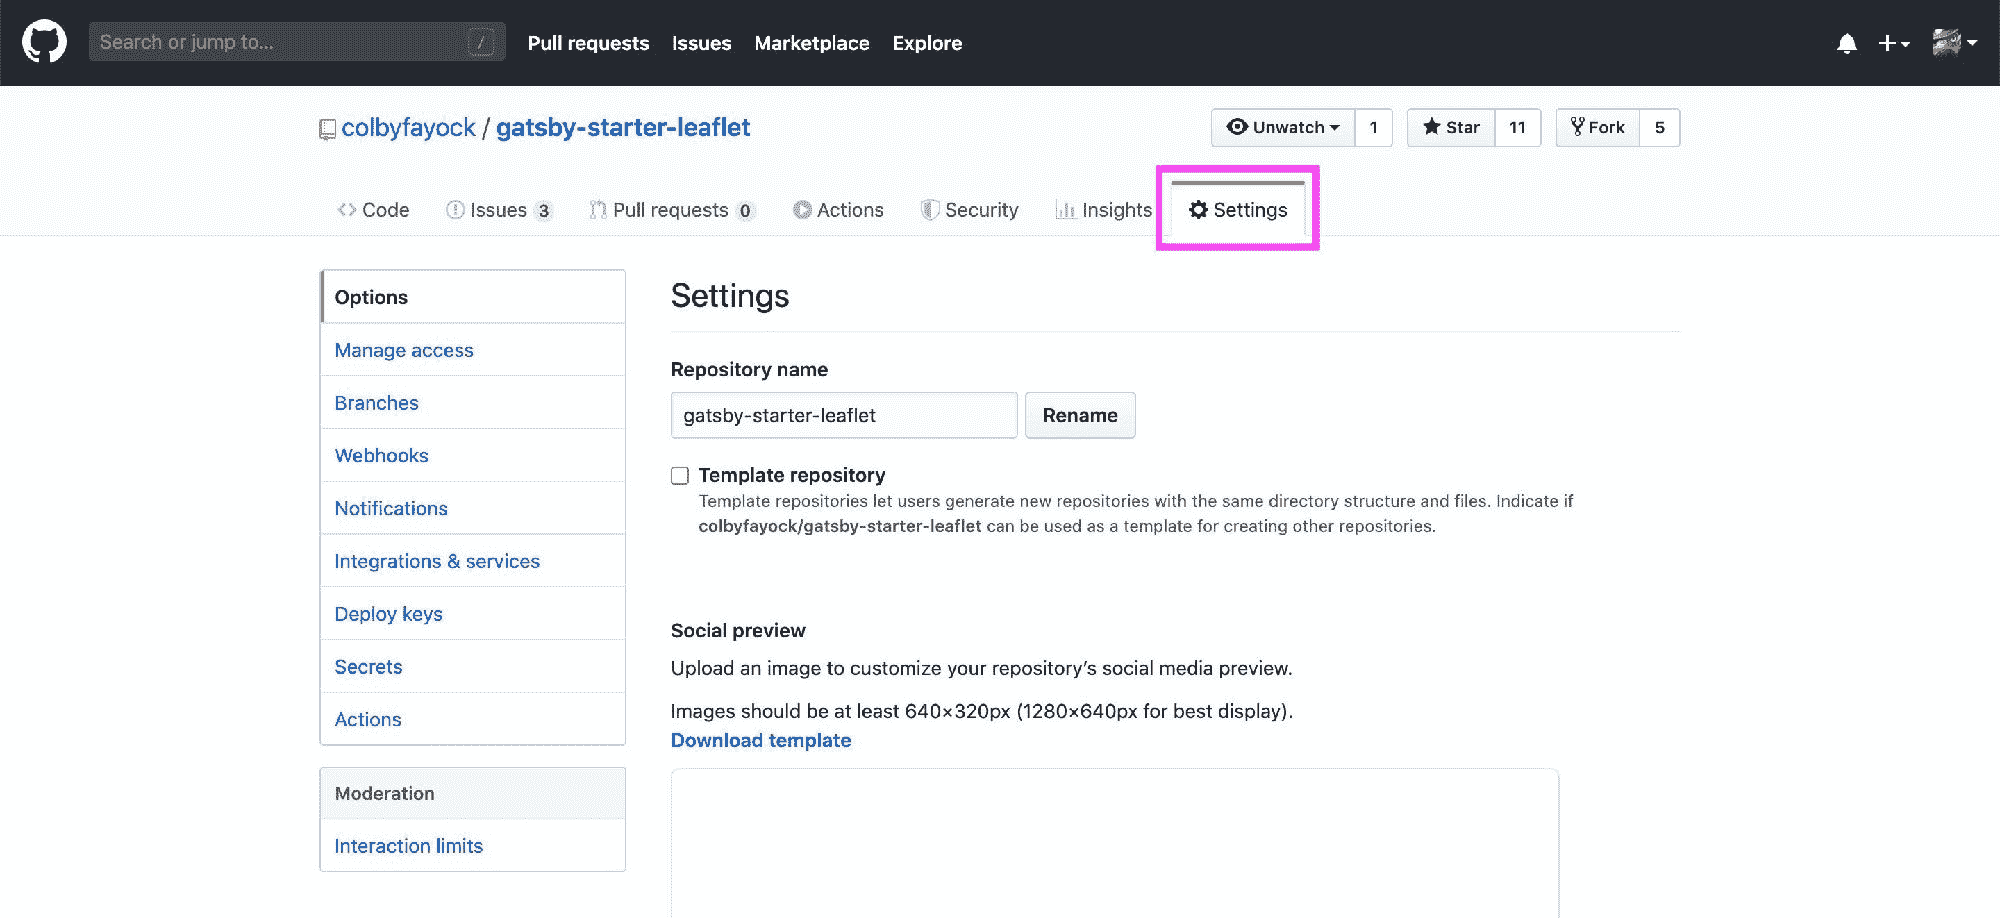 Search or jump to... /
Pull requests Issues Marketplace Explore
colbyfayock / gatsby-starter-leaflet
Unwatch 1 Star 11 Fork 5
Code Issues 3 Pull requests 0 Actions Security Insights Settings
Options
Manage access
Branches
Webhooks
Notifications
Integrations & services
Deploy keys
Secrets
Actions
Moderation
Interaction limits
Settings
Repository name
gatsby-starter-leaflet Rename
Template repository
Template repositories let users generate new repositories with the same directory structure and files. Indicate if
colbyfayock/gatsby-starter-leaflet can be used as a template for creating other repositories.
Social preview
Upload an image to customize your repository’s social media preview.
Images should be at least 640×320px (1280×640px for best display).
Download template